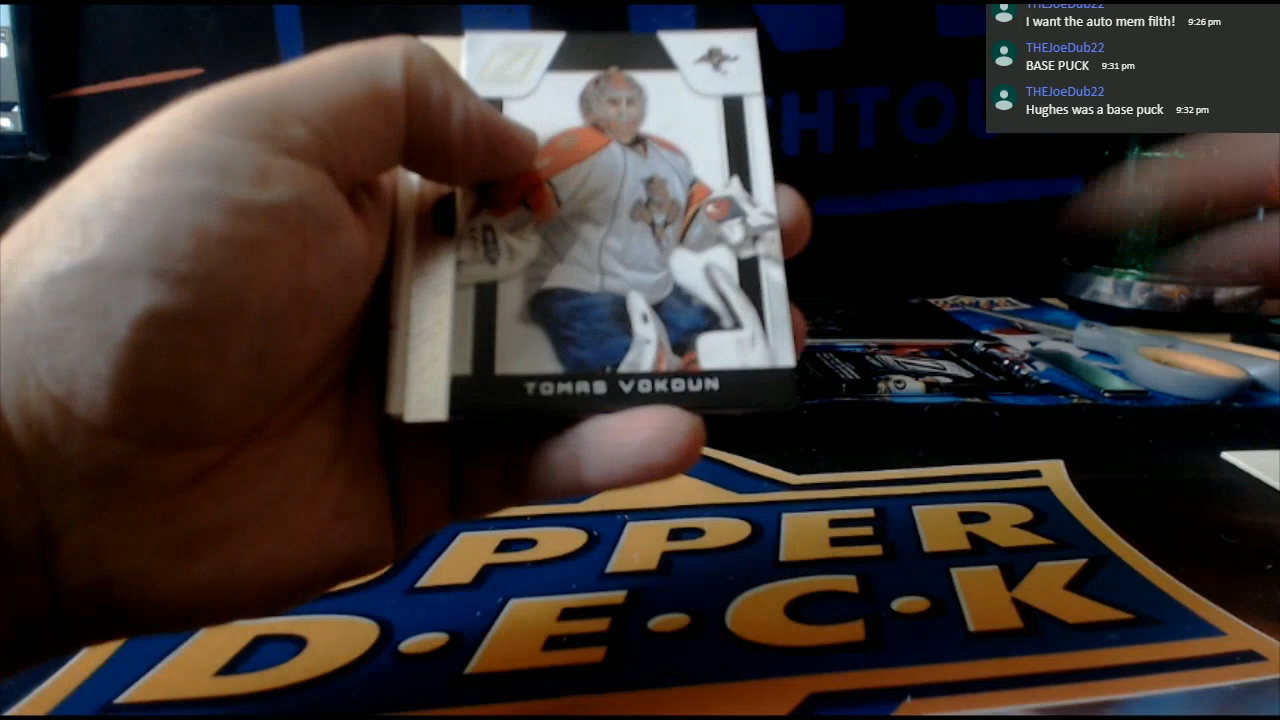 THEJoeDub22
I want the auto mem filth! 9:26 pm
THEJoeDub22
BASE PUCK 9:31 pm
THEJoeDub22
Hughes was a base puck 9:32 pm
TOMAS VOKOUN
PPER
D·E·C·K